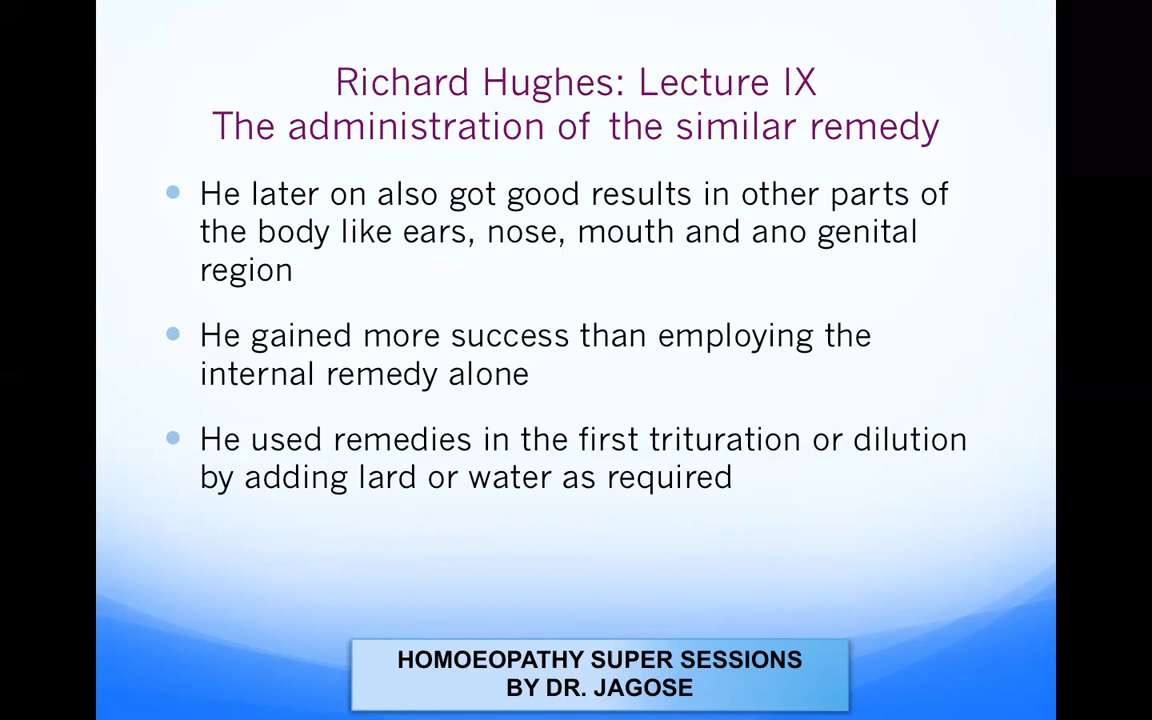 Richard Hughes: Lecture IX
The administration of the similar remedy
He later on also got good results in other parts of
the body like ears, nose, mouth and ano genital
region
He gained more success than employing the
internal remedy alone
He used remedies in the first trituration or dilution
by adding lard or water as required
HOMOEOPATHY SUPER SESSIONS
BY DR. JAGOSE